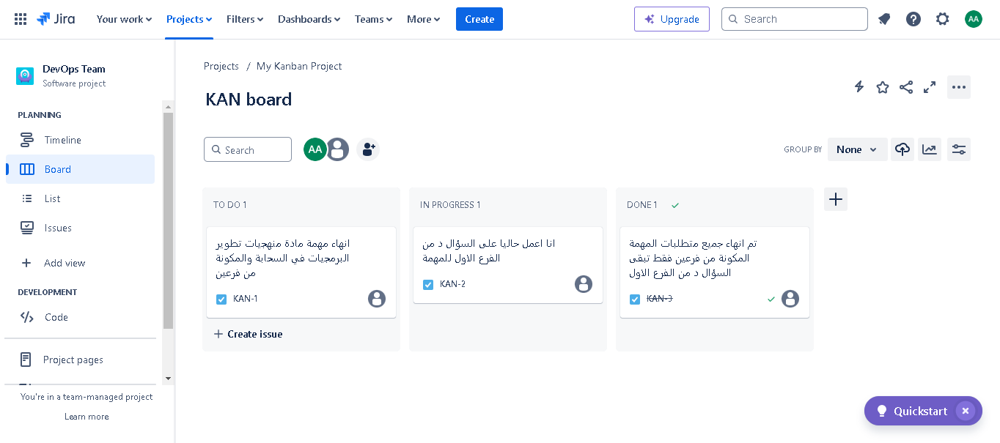 Jira
Your work
Projects
Filters
Dashboards
Teams
More
Create
Upgrade
Search
AA
DevOps Team
Software project
PLANNING
Timeline
Board
List
Issues
Add view
DEVELOPMENT
Code
Project pages
You're in a team-managed project
Learn more
Projects / My Kanban Project
KAN board
Search
AA
GROUP BY
None
TO DO 1
انهاء مهمة مادة منهجيات تطوير
البرمجيات في السحابة والمكونة
من فرعين
KAN-1
Create issue
IN PROGRESS 1
انا اعمل حاليا على السؤال د من
الفرع الاول للمهمة
KAN-2
DONE 1
تم انهاء جميع متطلبات المهمة
المكونة من فرعين فقط تبقى
السؤال د من الفرع الاول
KAN-3
Quickstart